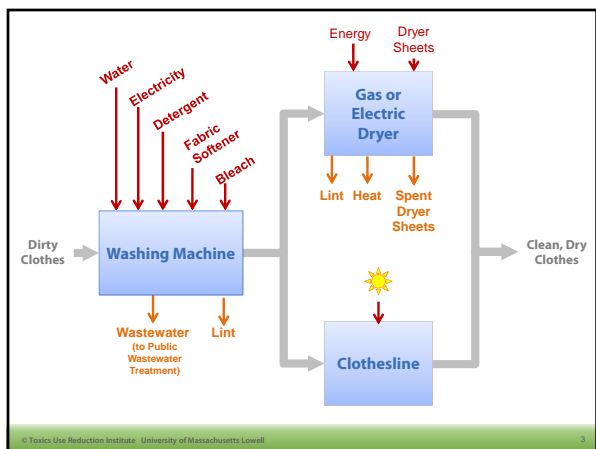 Water
Electricity
Detergent
Fabric
Softener
Bleach
Dirty
Clothes
Washing Machine
Wastewater
(to Public
Wastewater
Treatment)
Lint
Energy
Dryer
Sheets
Gas or
Electric
Dryer
Lint
Heat
Spent
Dryer
Sheets
Clothesline
Clean, Dry
Clothes
© Toxics Use Reduction Institute University of Massachusetts Lowell
3